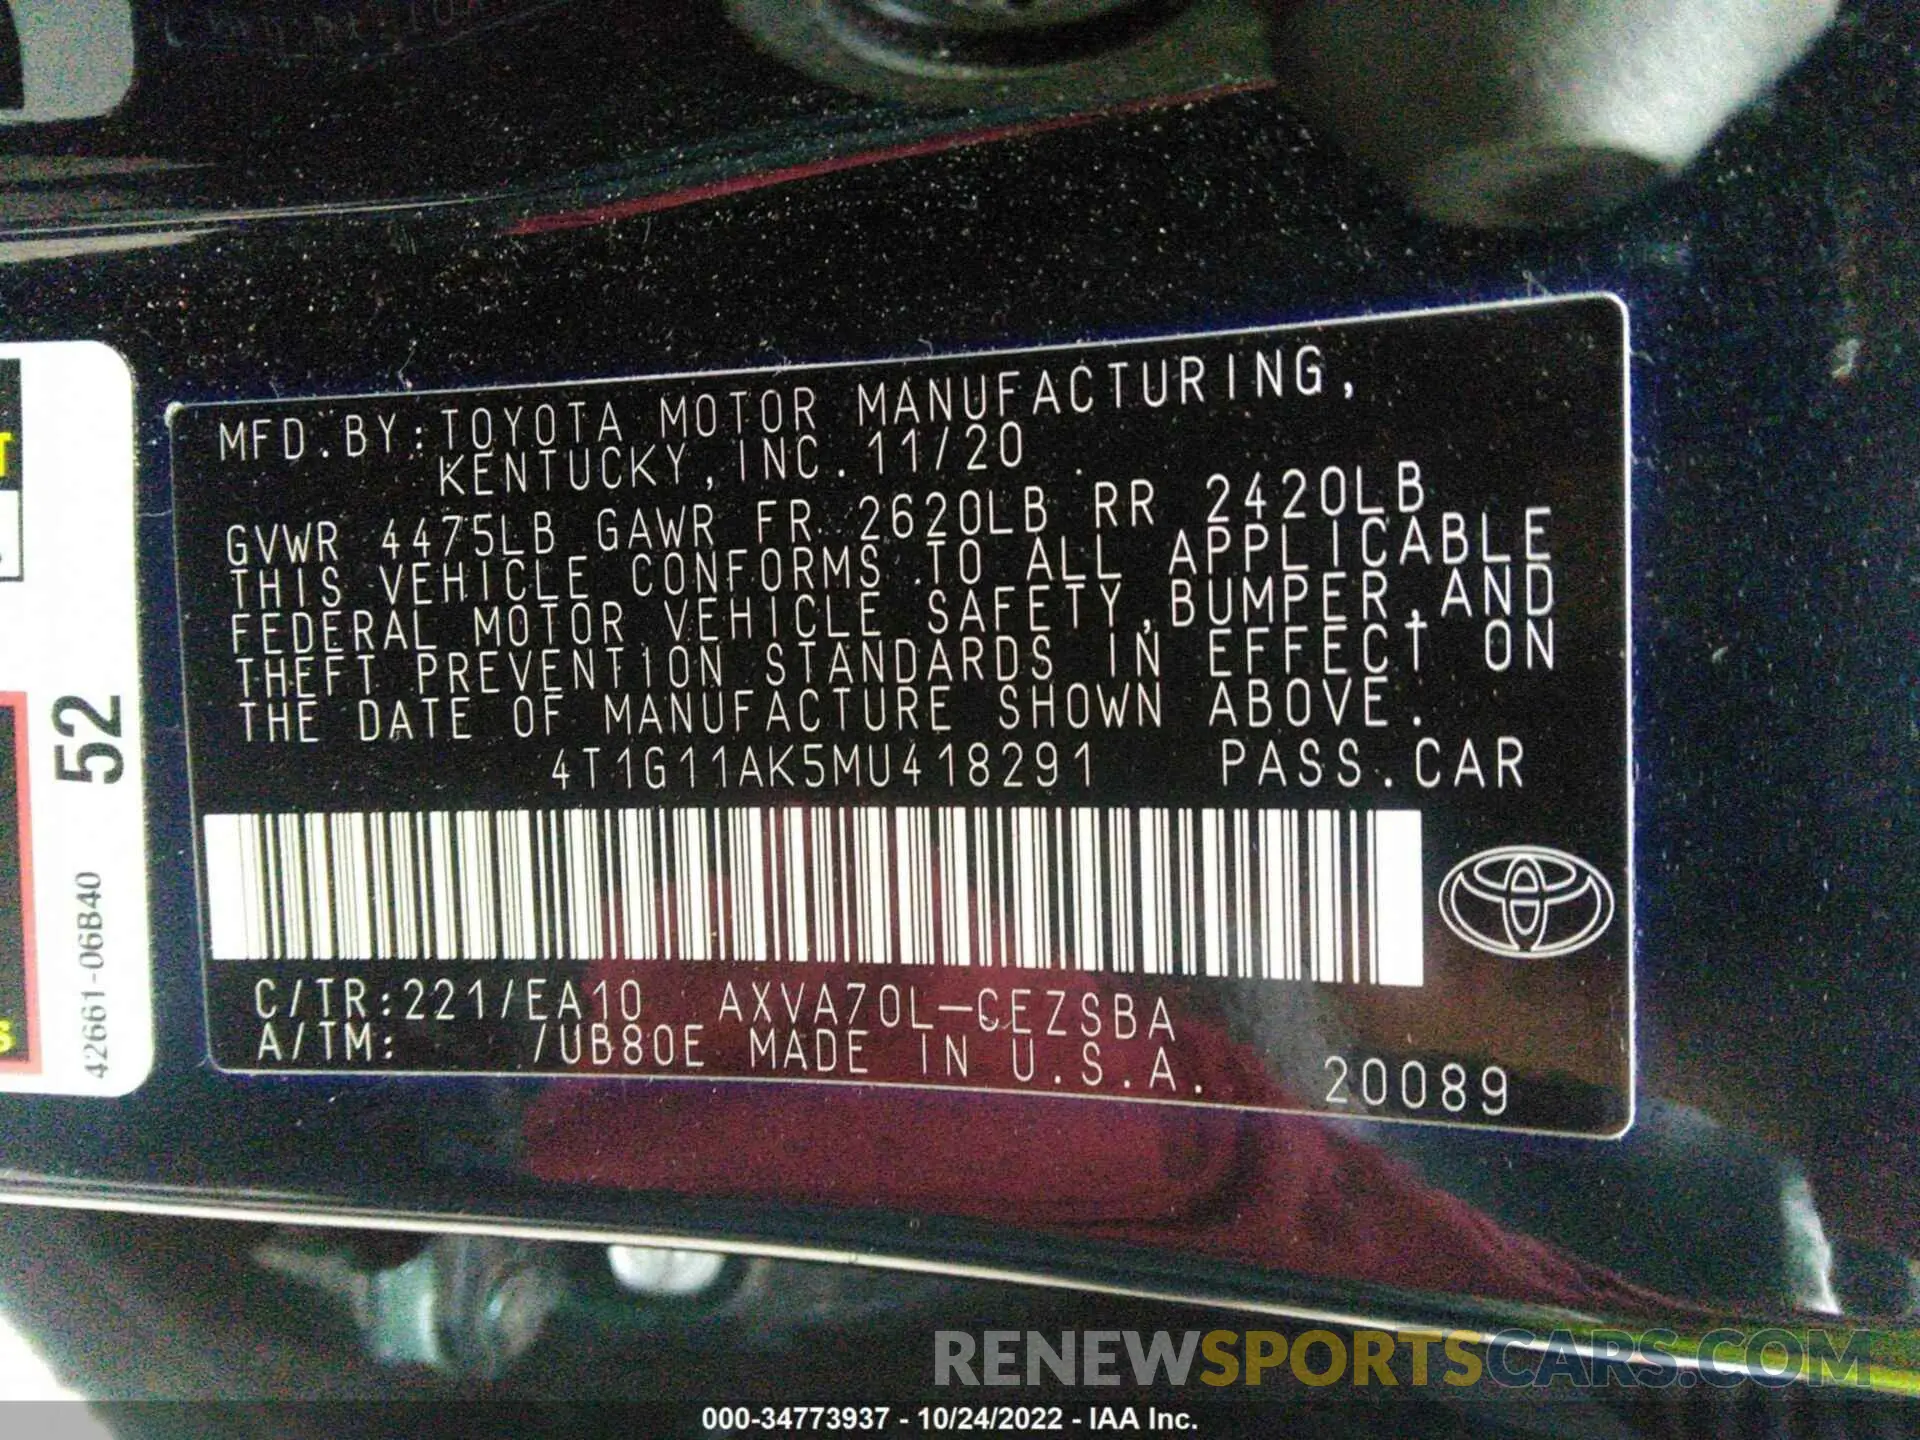 MFD.BY:TOYOTA MOTOR MANUFACTURING,
KENTUCKY,INC. 11/20
GVWR 4475LB GAWR FR 2620LB RR 2420LB
THIS VEHICLE CONFORMS TO ALL APPLICABLE
FEDERAL MOTOR VEHICLE SAFETY,BUMPER,AND
THEFT PREVENTION STANDARDS IN EFFECT ON
THE DATE OF MANUFACTURE SHOWN ABOVE.
4T1G11AK5MU418291 PASS.CAR
C/TR:221/EA10 AXVA70L-CEZSBA
A/TM: /UB80E MADE IN U.S.A.
20089
52
42661-06B40
RENEWSPORTSCARS.COM
000-34773937 - 10/24/2022 - IAA Inc.